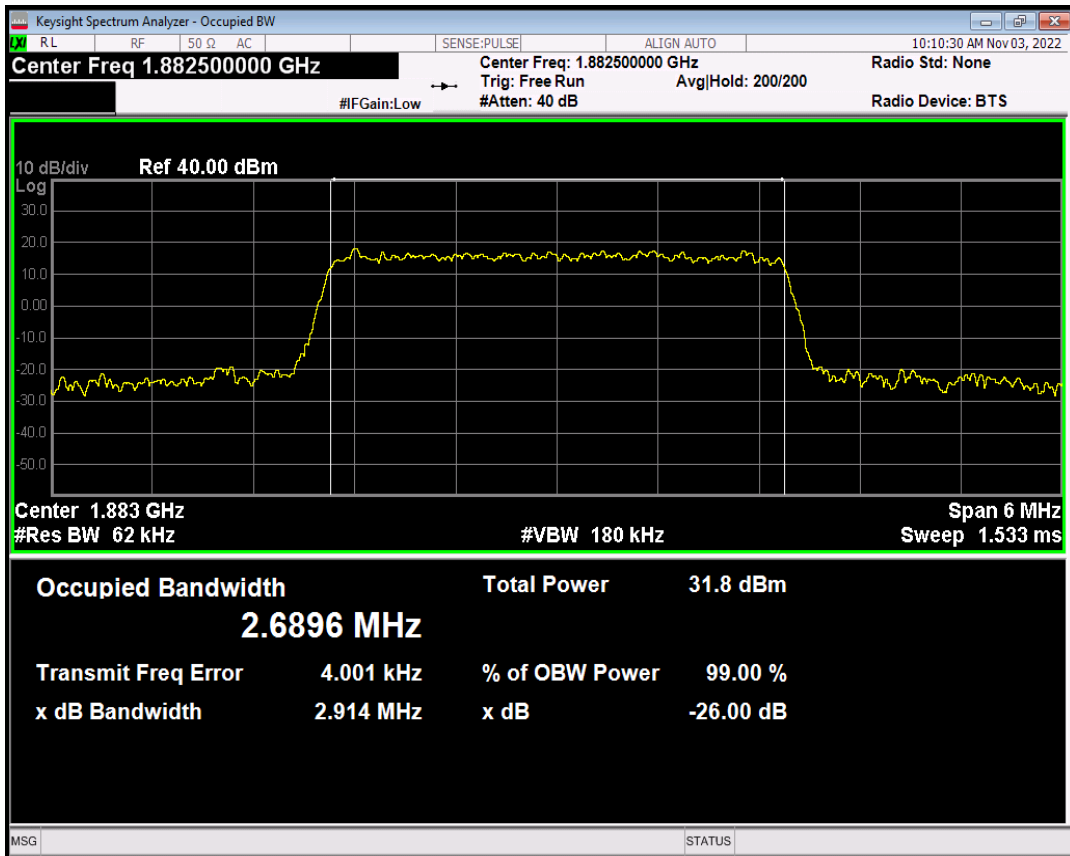 Keysight Spectrum Analyzer - Occupied BW
LXI RL RF 50 Ω AC SENSE:PULSE ALIGN AUTO 10:10:30 AM Nov 03, 2022
Center Freq 1.882500000 GHz Center Freq: 1.882500000 GHz Radio Std: None
Trig: Free Run Avg|Hold: 200/200
#IFGain:Low #Atten: 40 dB Radio Device: BTS
10 dB/div Ref 40.00 dBm
Log
30.0
20.0
10.0
0.00
-10.0
-20.0
-30.0
-40.0
-50.0
Center 1.883 GHz Span 6 MHz
#Res BW 62 kHz #VBW 180 kHz Sweep 1.533 ms
Occupied Bandwidth Total Power 31.8 dBm
2.6896 MHz
Transmit Freq Error 4.001 kHz % of OBW Power 99.00 %
x dB Bandwidth 2.914 MHz x dB -26.00 dB
MSG STATUS